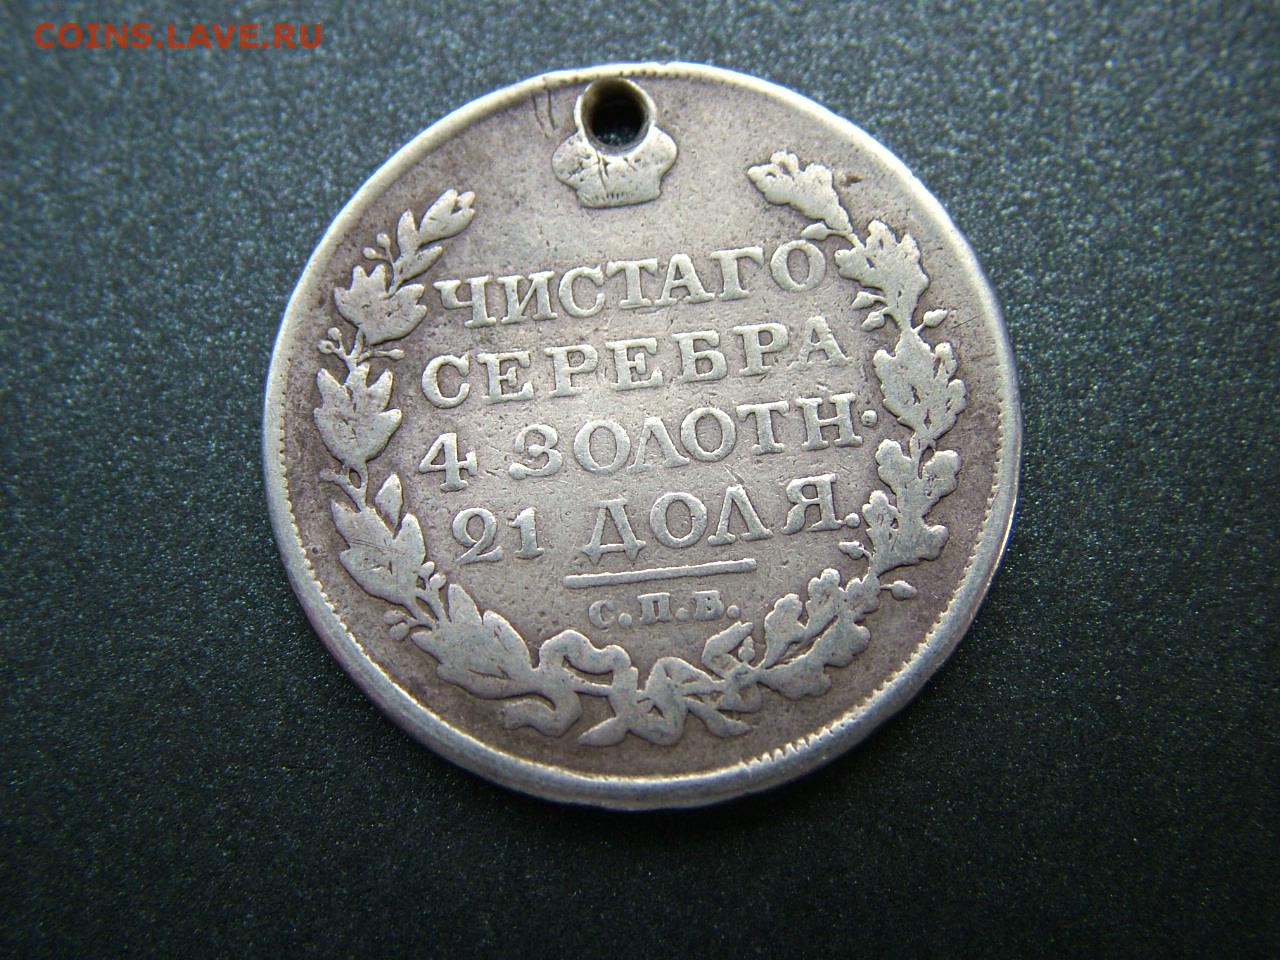 COINS.LAVE.RU
ЧИСТАГО
СЕРЕБРА
4 ЗОЛОТН.
21 ДОЛЯ.
С.П.Б.